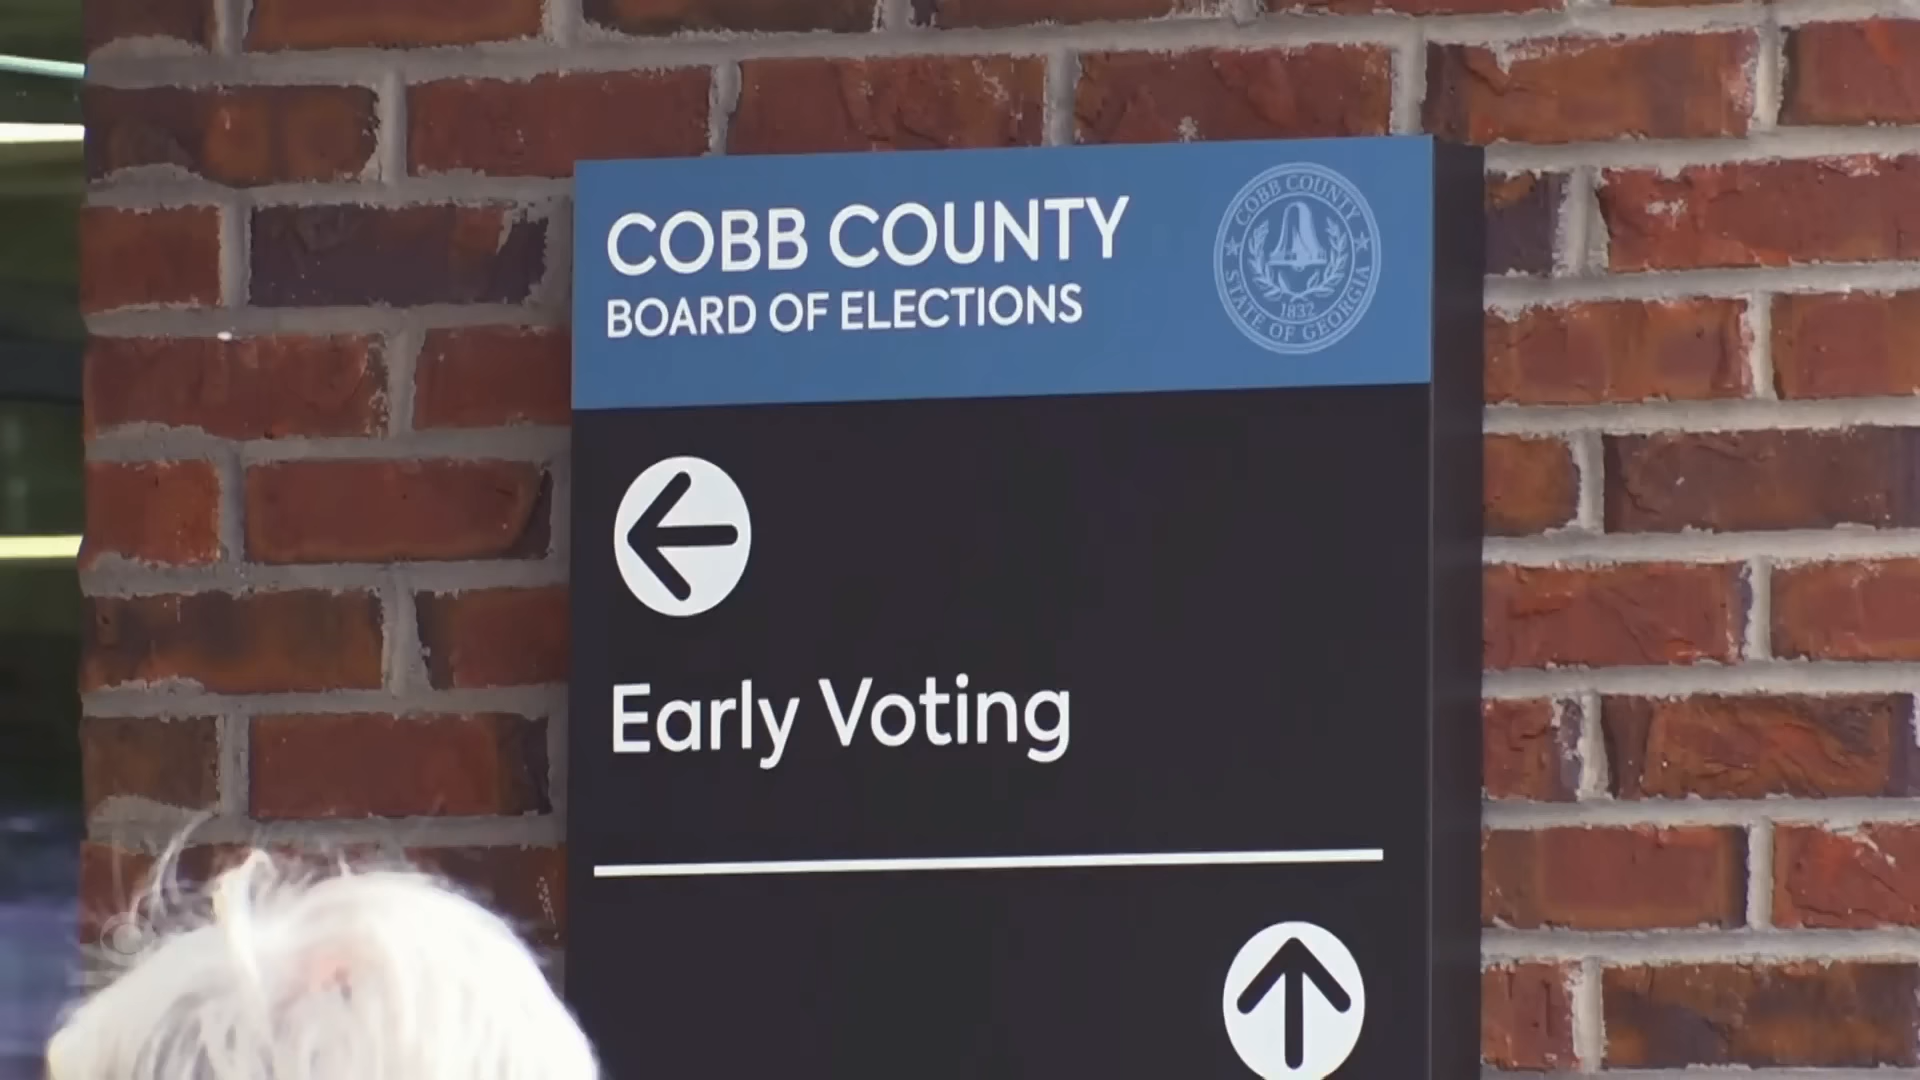 COBB COUNTY
BOARD OF ELECTIONS
COBB COUNTY
1832
STATE OF GEORGIA
Early Voting